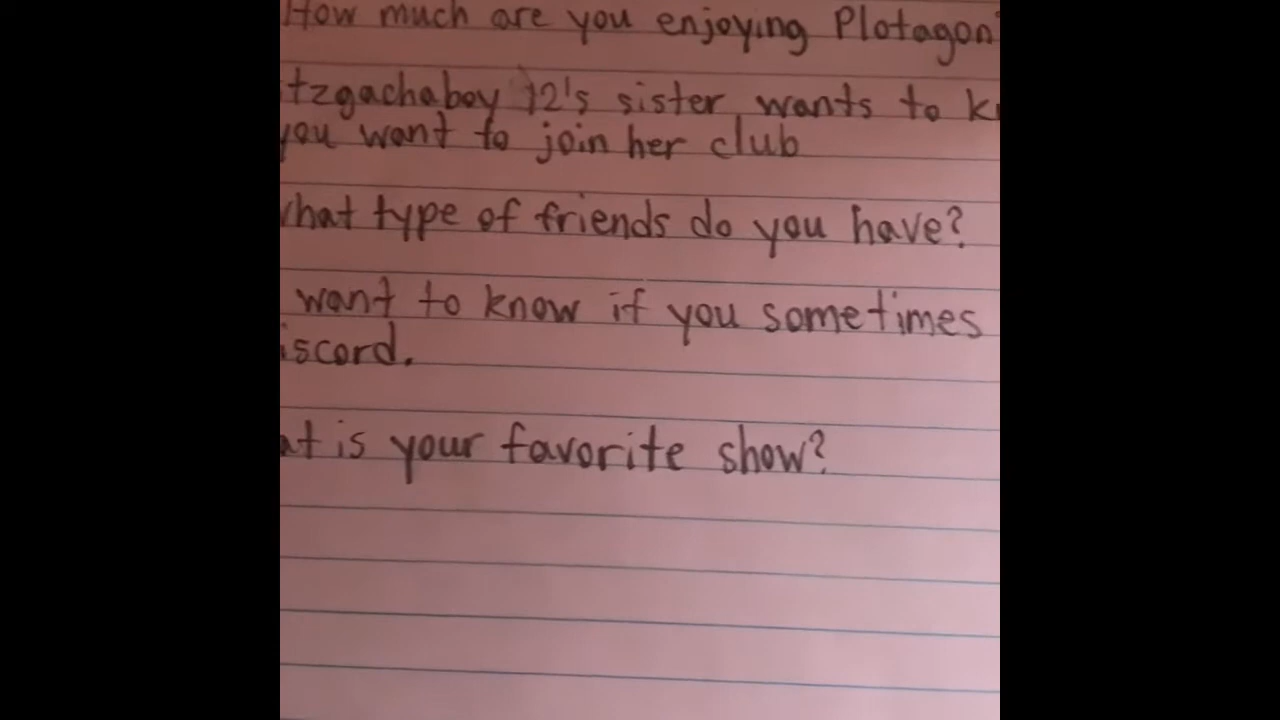 How much are you enjoying Plotagon
tzgachaboy 12's sister wants to k
you want to join her club
hat type of friends do you have?
want to know if you sometimes
iscord.
at is your favorite show?